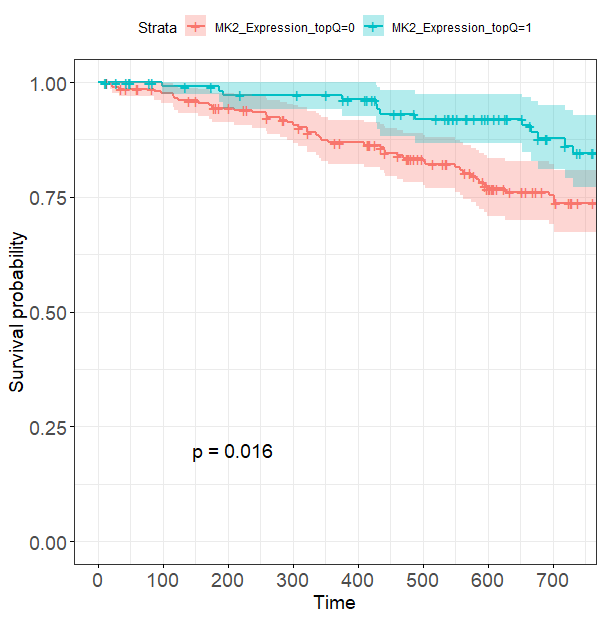 Strata MK2_Expression_topQ=0 MK2_Expression_topQ=1
Survival probability
1.00
0.75
0.50
0.25
0.00
p = 0.016
0 100 200 300 400 500 600 700
Time